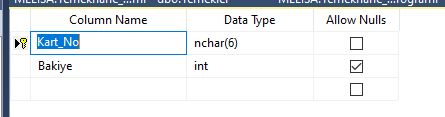 Column Name Data Type Allow Nulls
Kart_No nchar(6)
Bakiye int